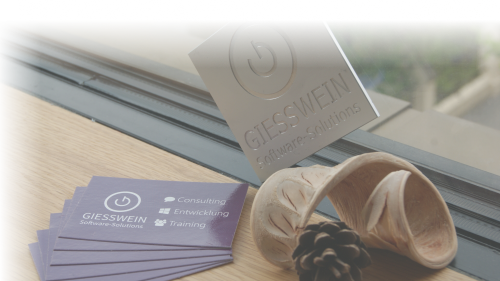 GIESSWEIN
Software-Solutions
GIESSWEIN
Software-Solutions
Consulting
Entwicklung
Training